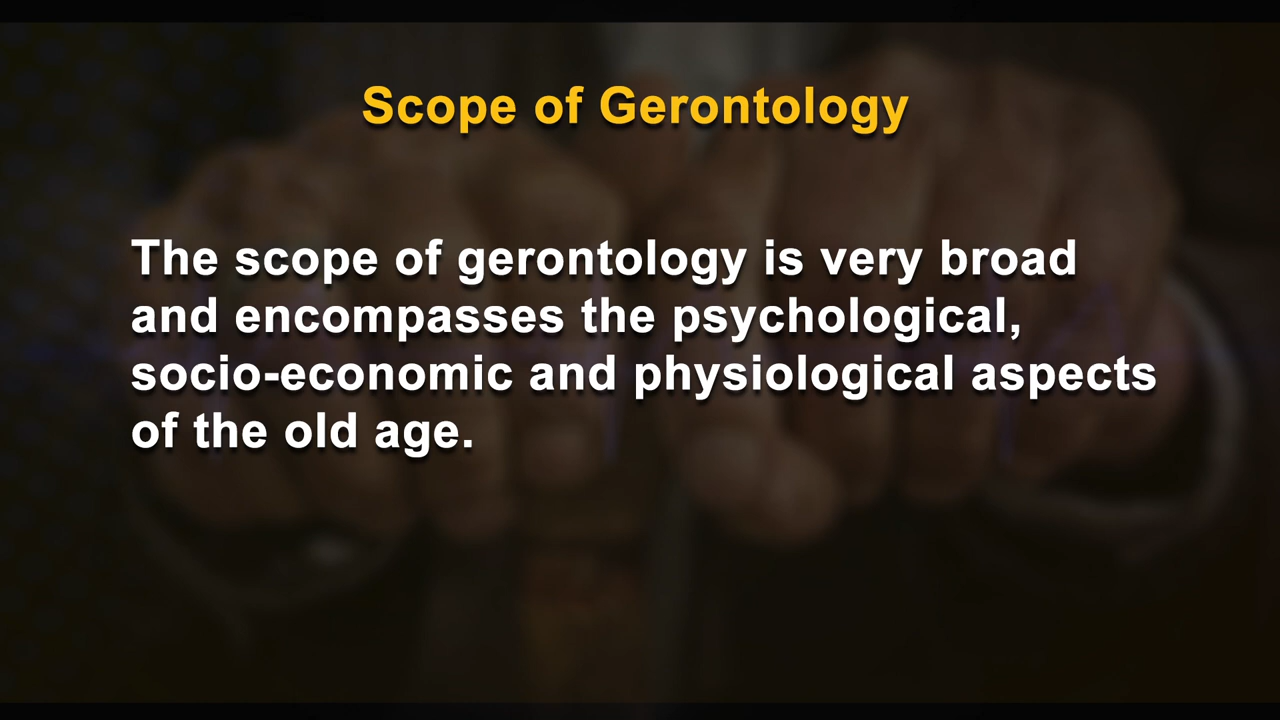 Scope of Gerontology
The scope of gerontology is very broad
and encompasses the psychological,
socio-economic and physiological aspects
of the old age.